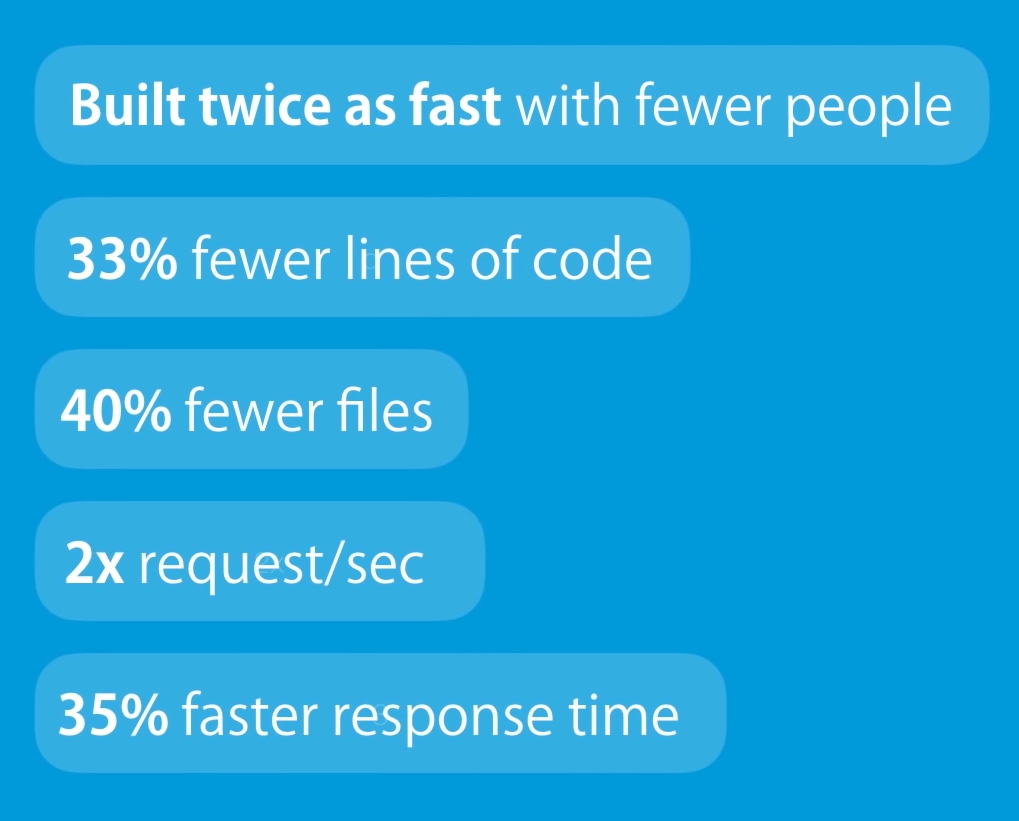 Built twice as fast with fewer people
33% fewer lines of code
40% fewer files
2x request/sec
35% faster response time